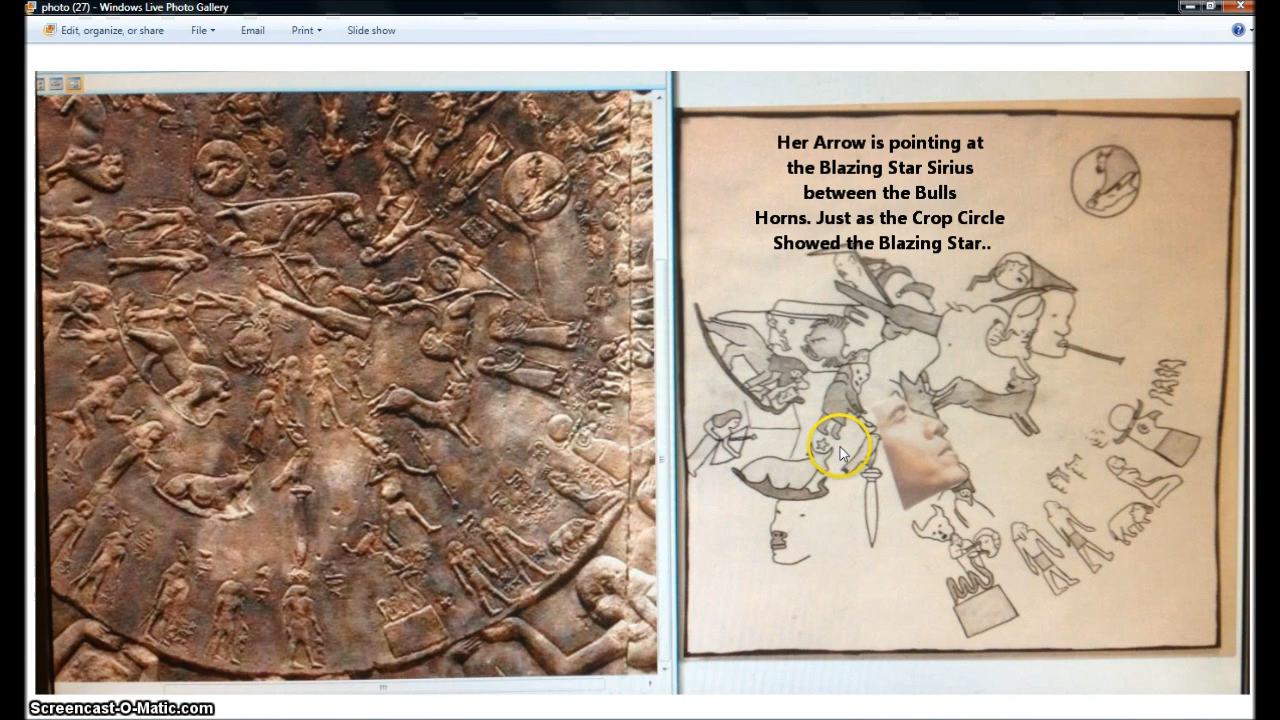 photo (27) - Windows Live Photo Gallery
Edit, organize, or share File Email Print Slide show
Her Arrow is pointing at
the Blazing Star Sirius
between the Bulls
Horns. Just as the Crop Circle
Showed the Blazing Star..
Screencast-O-Matic.com